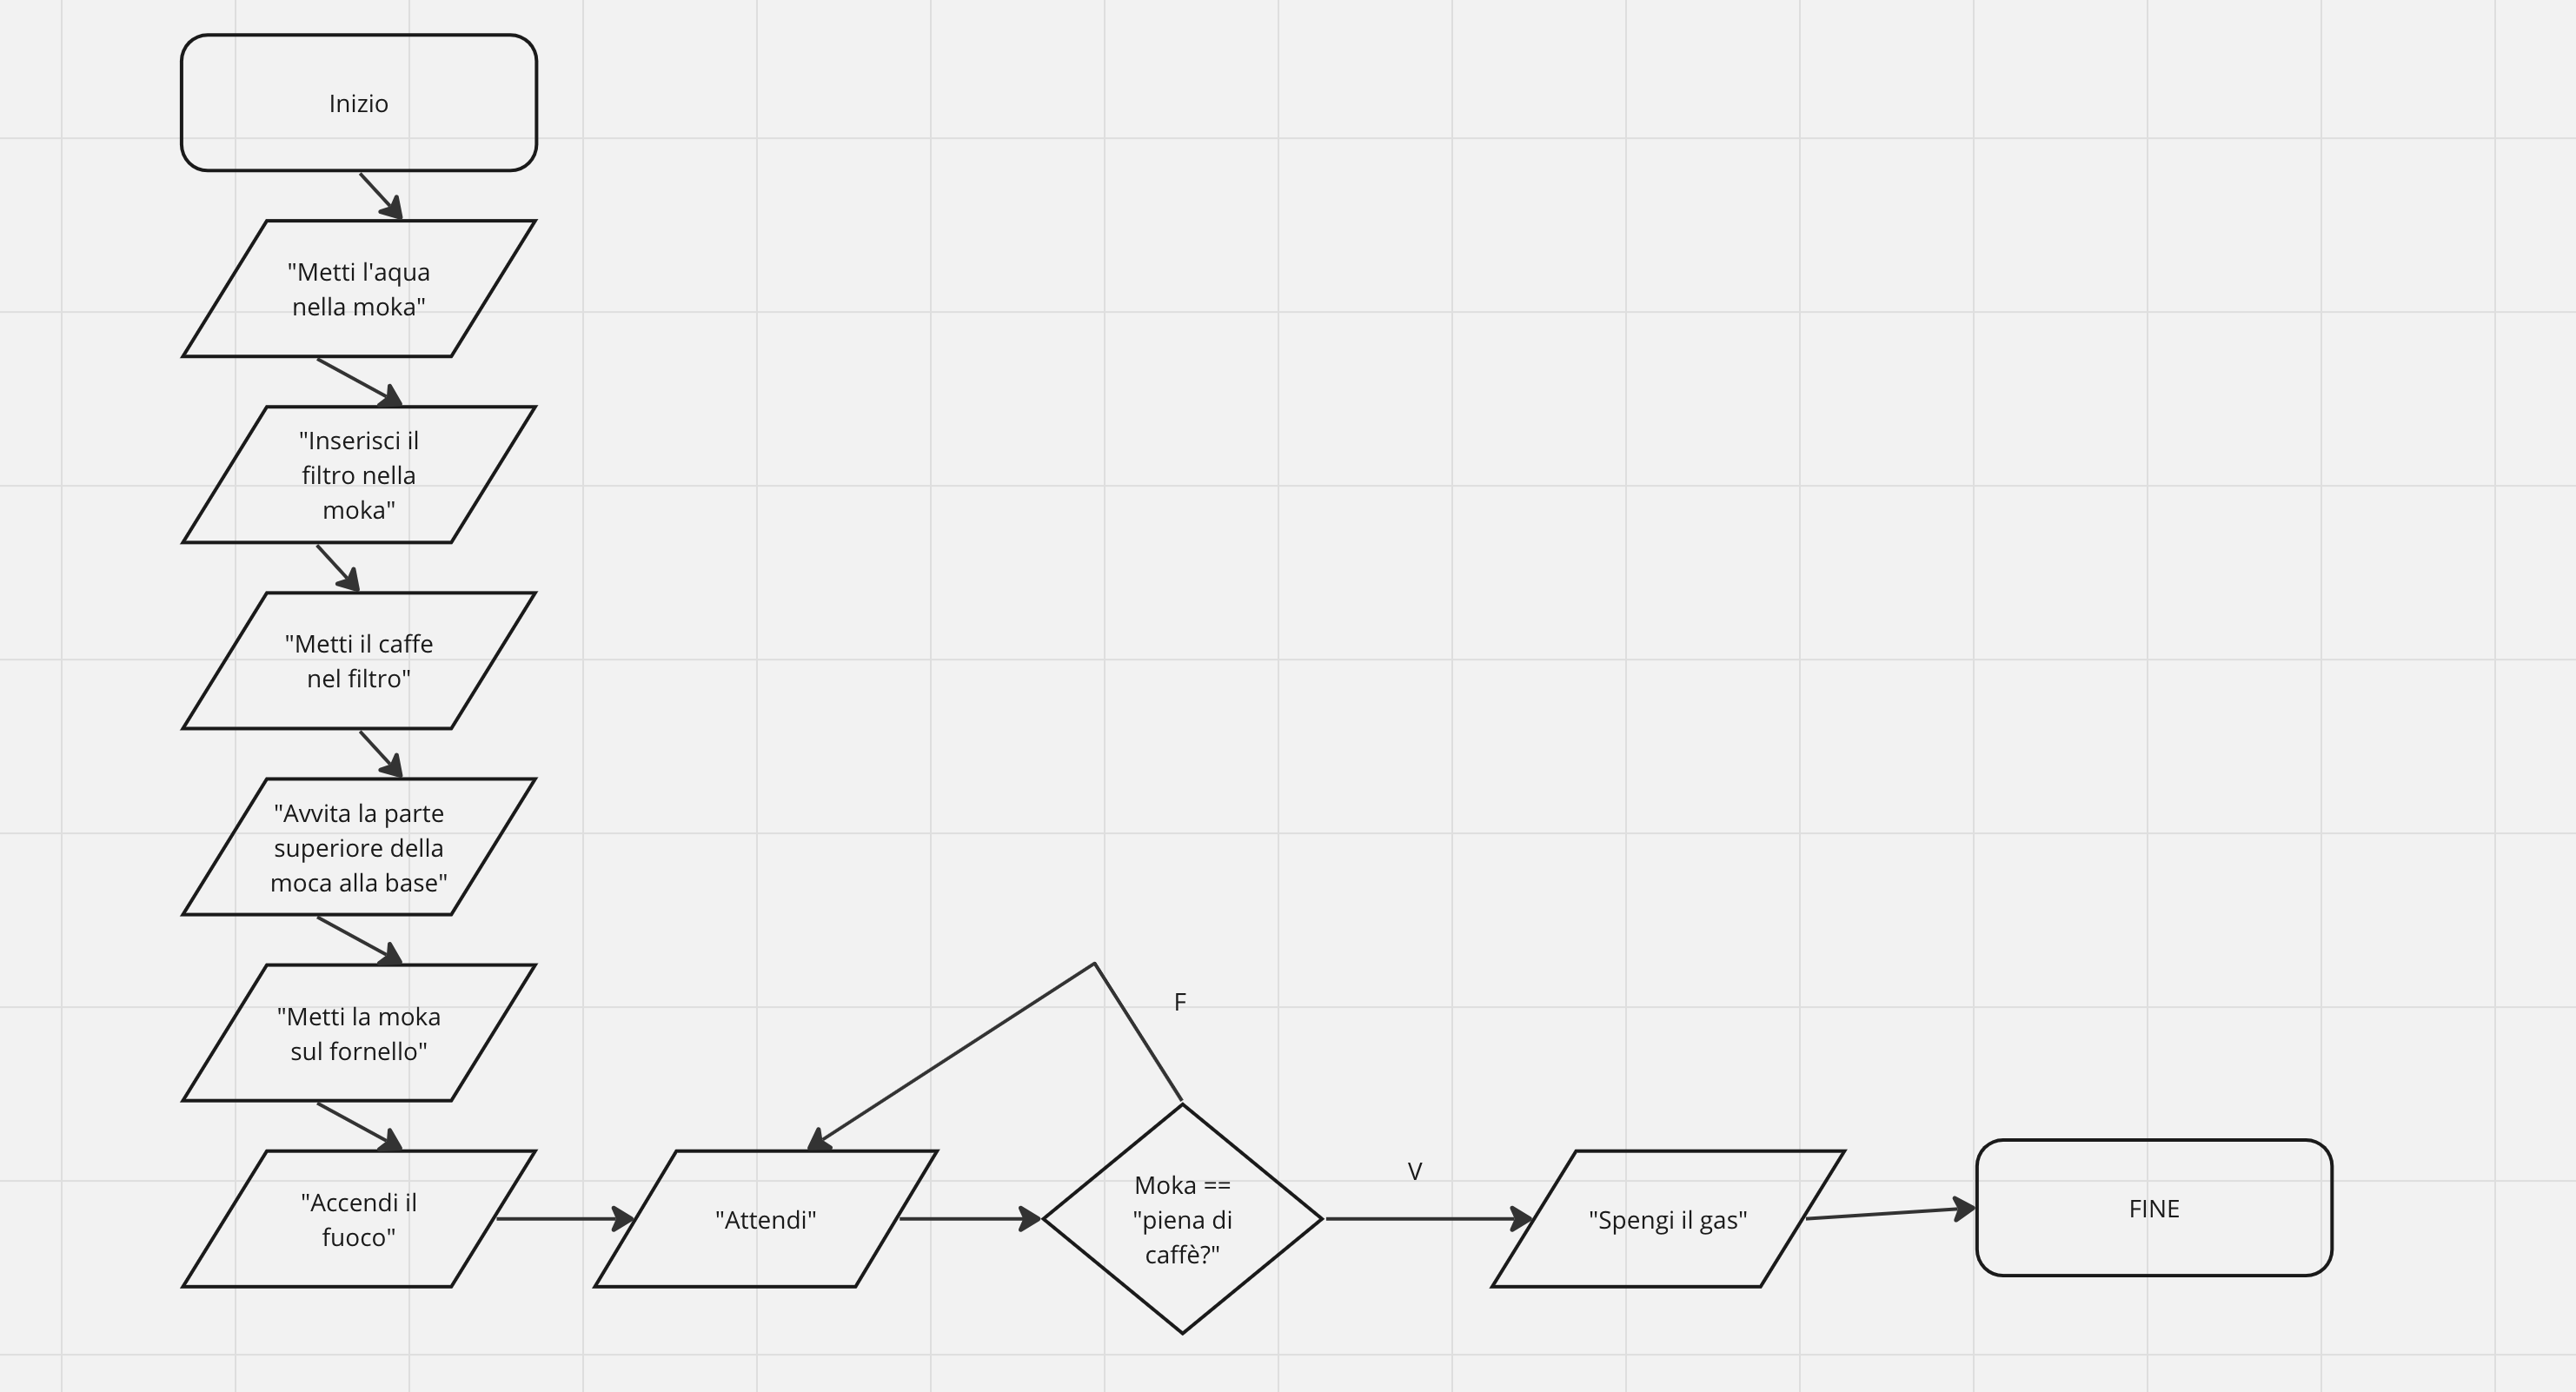 Inizio
"Metti l'aqua
nella moka"
"Inserisci il
filtro nella
moka"
"Metti il caffe
nel filtro"
"Avvita la parte
superiore della
moca alla base"
"Metti la moka
sul fornello"
"Accendi il
fuoco"
"Attendi"
F
Moka ==
"piena di
caffè?"
V
"Spengi il gas"
FINE